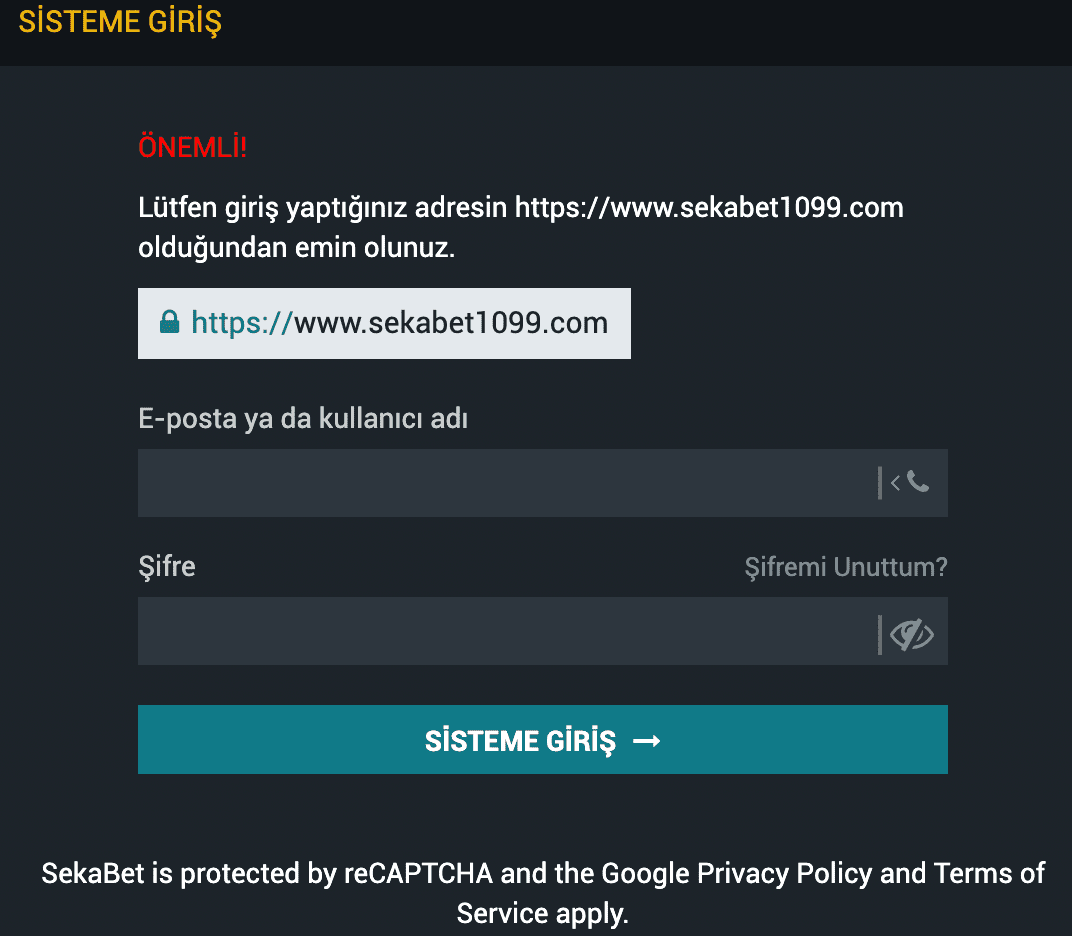 SİSTEME GİRİŞ
ÖNEMLİ!
Lütfen giriş yaptığınız adresin https://www.sekabet1099.com
olduğundan emin olunuz.
https://www.sekabet1099.com
E-posta ya da kullanıcı adı
Şifre
Şifremi Unuttum?
SİSTEME GİRİŞ →
SekaBet is protected by reCAPTCHA and the Google Privacy Policy and Terms of
Service apply.